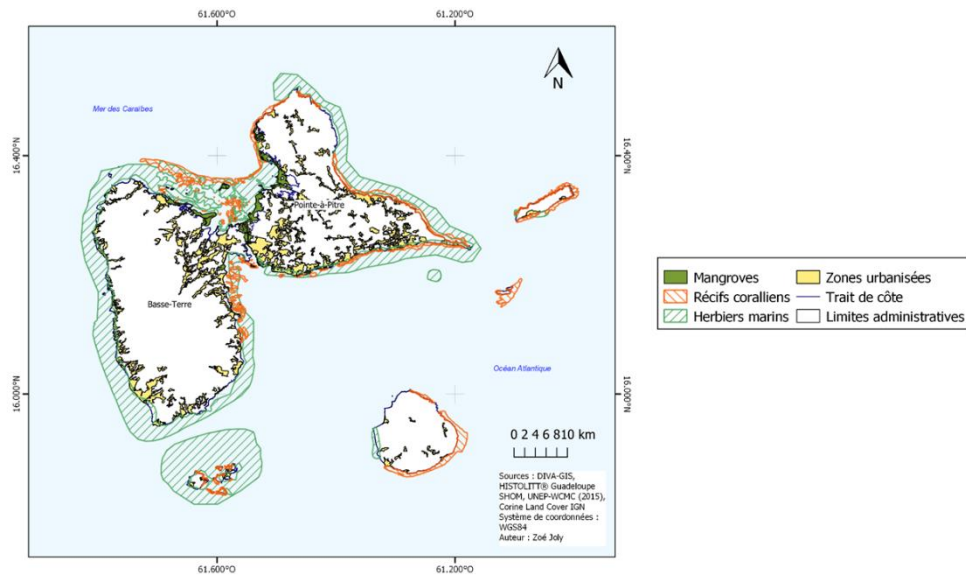 61.600°O
61.200°O
N
Mer des Caraïbes
16.400°N
16.400°N
Pointe-à-Pitre
Mangroves
Zones urbanisées
Récifs coralliens
Trait de côte
Herbiers marins
Limites administratives
Basse-Terre
Océan Atlantique
16.000°N
16.000°N
0 2 4 6 810 km
Sources : DIVA-GIS,
HISTOLITT® Guadeloupe
SHOM, UNEP-WCMC (2015),
Corine Land Cover IGN
Système de coordonnées :
WGS84
Auteur : Zoé Joly
61.600°O
61.200°O